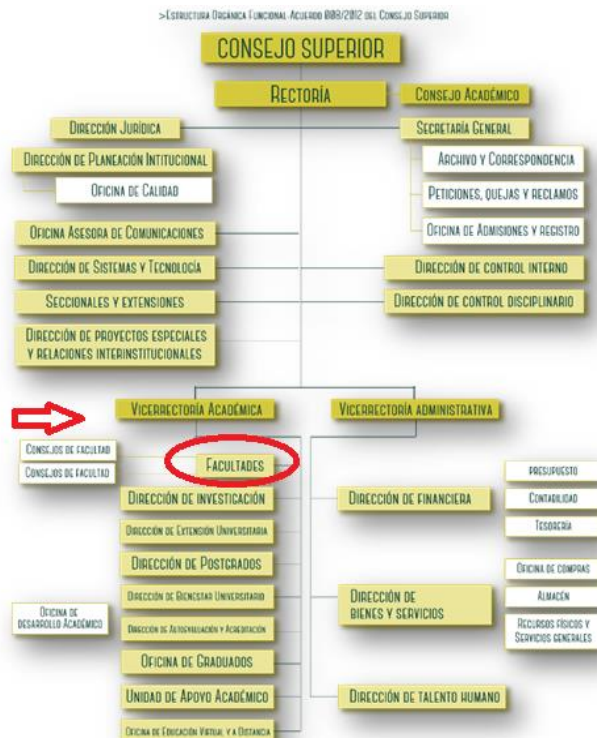 >Estructura Orgánica Funcional-Acuerdo 008/2012 del Consejo Superior
CONSEJO SUPERIOR
RECTORÍA
CONSEJO ACADÉMICO
DIRECCIÓN JURÍDICA
SECRETARÍA GENERAL
DIRECCIÓN DE PLANEACIÓN INTITUCIONAL
OFICINA DE CALIDAD
ARCHIVO Y CORRESPONDENCIA
PETICIONES, QUEJAS Y RECLAMOS
OFICINA DE ADMISIONES Y REGISTRO
OFICINA ASESORA DE COMUNICACIONES
DIRECCIÓN DE SISTEMAS Y TECNOLOGÍA
DIRECCIÓN DE CONTROL INTERNO
SECCIONALES Y EXTENSIONES
DIRECCIÓN DE CONTROL DISCIPLINARIO
DIRECCIÓN DE PROYECTOS ESPECIALES
Y RELACIONES INTERINSTITUCIONALES
VICERRECTORÍA ACADÉMICA
VICERRECTORÍA ADMINISTRATIVA
CONSEJOS DE FACULTAD
CONSEJOS DE FACULTAD
FACULTADES
DIRECCIÓN DE INVESTIGACIÓN
DIRECCIÓN DE EXTENSIÓN UNIVERSITARIA
DIRECCIÓN DE POSTGRADOS
DIRECCIÓN DE BIENESTAR UNIVERSITARIO
OFICINA DE
DESARROLLO ACADÉMICO
DIRECCIÓN DE AUTOEVALUACIÓN Y ACREDITACIÓN
OFICINA DE GRADUADOS
UNIDAD DE APOYO ACADÉMICO
OFICINA DE EDUCACIÓN VIRTUAL Y A DISTANCIA
DIRECCIÓN DE FINANCIERA
PRESUPUESTO
CONTABILIDAD
TESORERÍA
DIRECCIÓN DE
BIENES Y SERVICIOS
OFICINA DE COMPRAS
ALMACÉN
RECURSOS FÍSICOS Y
SERVICIOS GENERALES
DIRECCIÓN DE TALENTO HUMANO